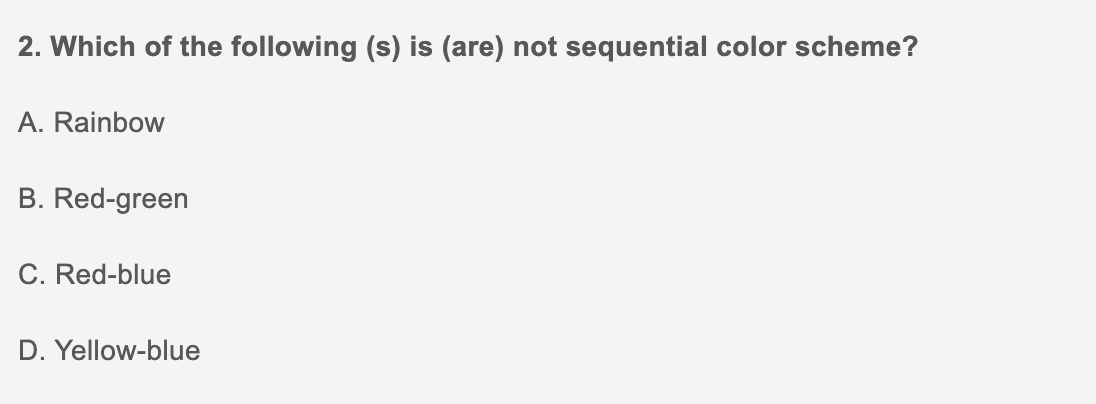 2. Which of the following (s) is (are) not sequential color scheme?
A. Rainbow
B. Red-green
C. Red-blue
D. Yellow-blue